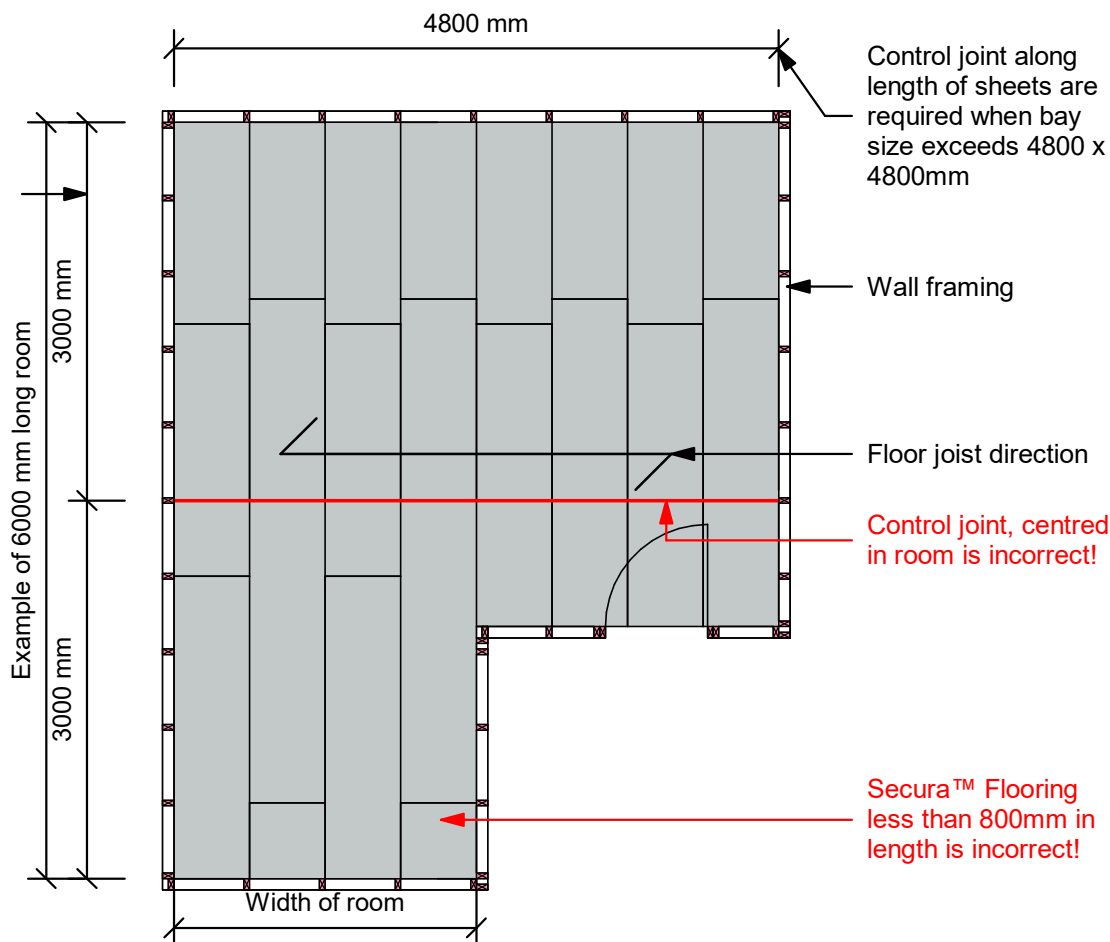 4800 mm
Control joint along
length of sheets are
required when bay
size exceeds 4800 x
4800mm
Wall framing
Example of 6000 mm long room
3000 mm
Floor joist direction
Control joint, centred
in room is incorrect!
3000 mm
Secura™ Flooring
less than 800mm in
length is incorrect!
Width of room